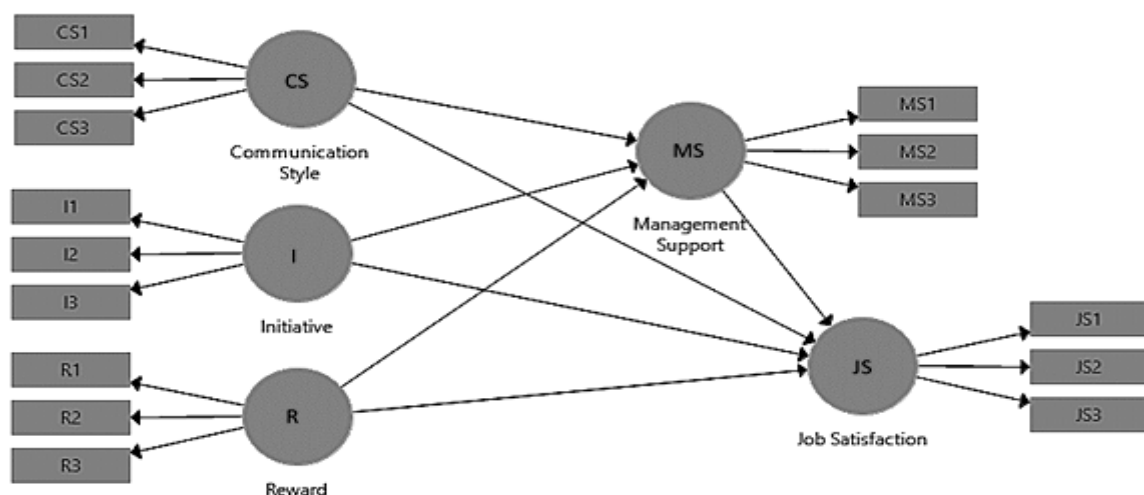 CS1
CS2
CS3
CS
Communication
Style
I1
I2
I3
I
Initiative
R1
R2
R3
R
Reward
MS
Management
Support
MS1
MS2
MS3
JS
Job Satisfaction
JS1
JS2
JS3